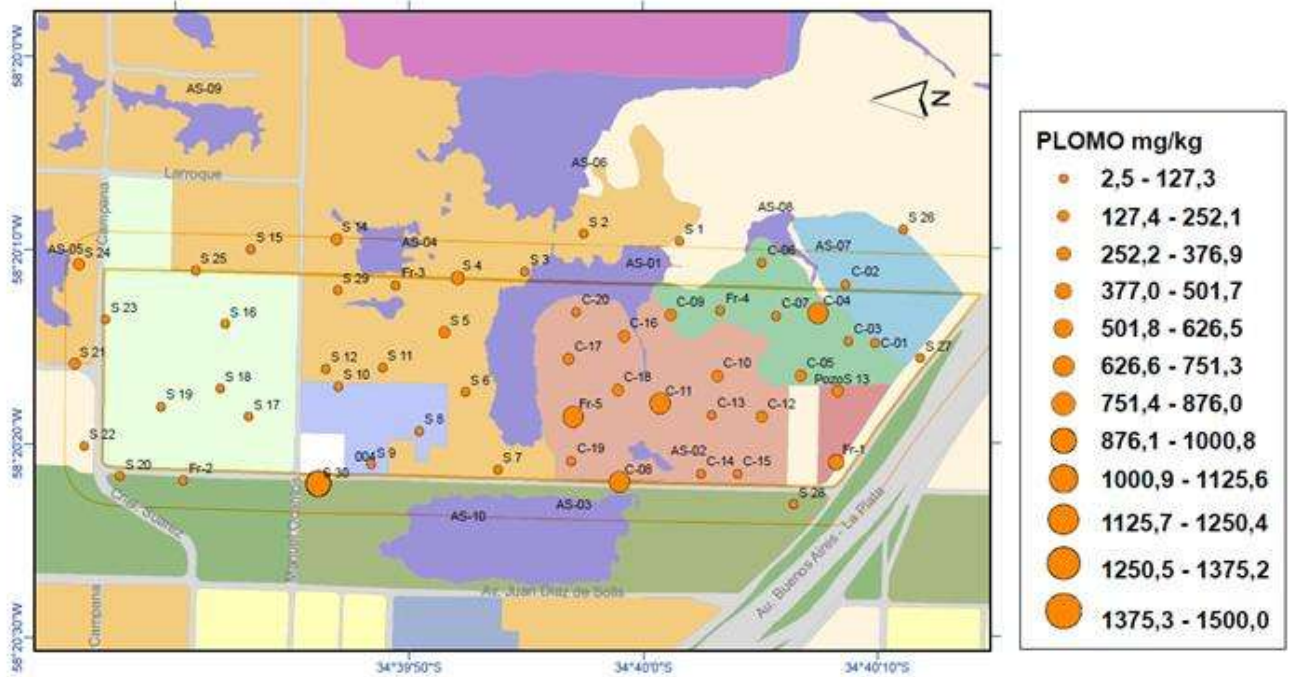 58°20'0"W
58°20'10"W
58°20'20"W
58°20'30"W
AS-09
N
AS-06
Larroque
Campana
AS-08
S 14
S 2
S 26
S 15
AS-04
S 1
AS-05
S 24
C-06
AS-07
S 25
S 3
AS-01
S 4
Fr-3
S 29
C-02
C-20
C-09
Fr-4
C-07
C-04
S 23
S 16
S 5
C-16
C-03
C-01
S 21
C-17
S 27
S 12
S 11
C-10
C-05
S 10
S 18
S 6
C-18
C-11
PozoS 13
S 19
S 17
Fr-5
C-13
C-12
S 8
S 22
004
S 9
C-19
AS-02
Fr-1
S 7
S 20
Fr-2
S 30
C-08
C-14
C-15
AS-03
S 28
AS-10
Av. Juan Díaz de Solís
Au. Buenos Aires - La Plata
Campana
34°39'50"S
34°40'0"S
34°40'10"S
PLOMO mg/kg
2,5 - 127,3
127,4 - 252,1
252,2 - 376,9
377,0 - 501,7
501,8 - 626,5
626,6 - 751,3
751,4 - 876,0
876,1 - 1000,8
1000,9 - 1125,6
1125,7 - 1250,4
1250,5 - 1375,2
1375,3 - 1500,0